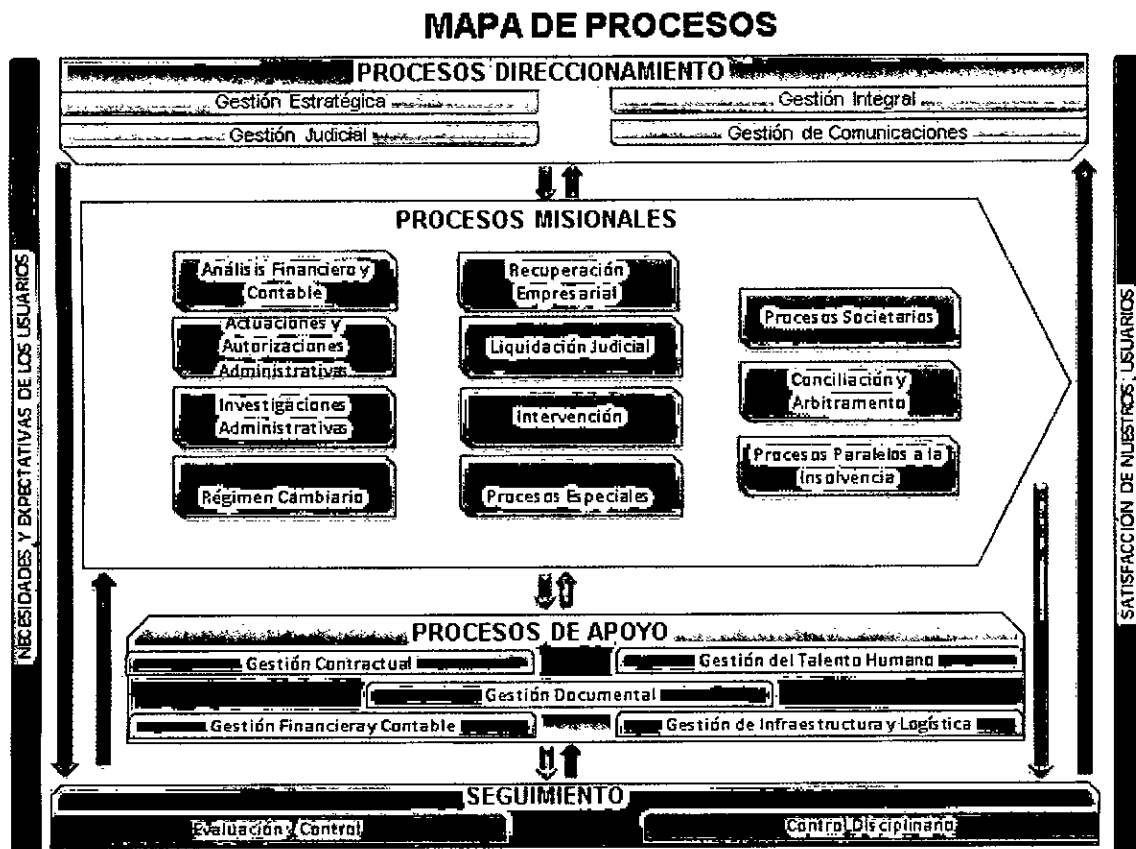 MAPA DE PROCESOS
NECESIDADES Y EXPECTATIVAS DE LOS USUARIOS
PROCESOS DIRECCIONAMIENTO
Gestión Estratégica
Gestión Integral
Gestión Judicial
Gestión de Comunicaciones
PROCESOS MISIONALES
Análisis Financiero y
Contable
Actuaciones y
Autorizaciones
Administrativas
Investigaciones
Administrativas
Régimen Cambiario
Recuperación
Empresarial
Liquidación Judicial
Intervención
Procesos Especiales
Procesos Societarios
Conciliación y
Arbitramento
Procesos Paralelos a la
Insolvencia
PROCESOS DE APOYO
Gestión Contractual
Gestión del Talento Humano
Gestión Documental
Gestión Financiera y Contable
Gestión de Infraestructura y Logística
SEGUIMIENTO
Evaluación y Control
Control Disciplinario
SATISFACCIÓN DE NUESTROS USUARIOS